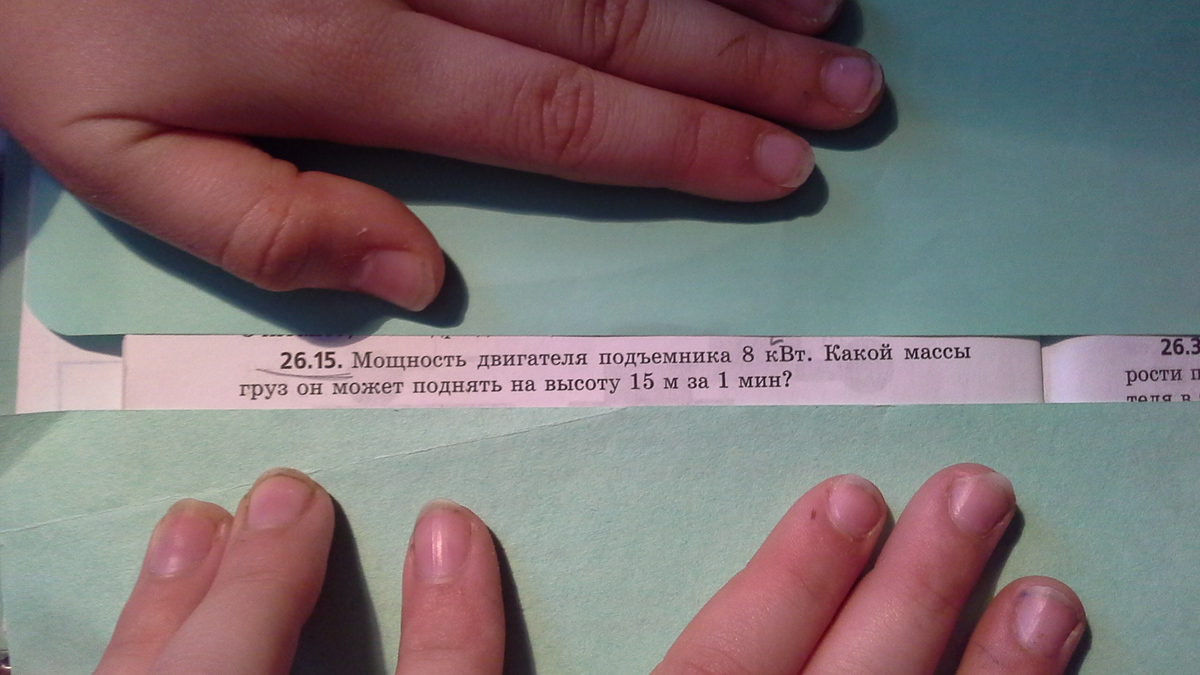 26.15. Мощность двигателя подъемника 8 кВт. Какой массы
груз он может поднять на высоту 15 м за 1 мин?
26.3
рости п
теля в